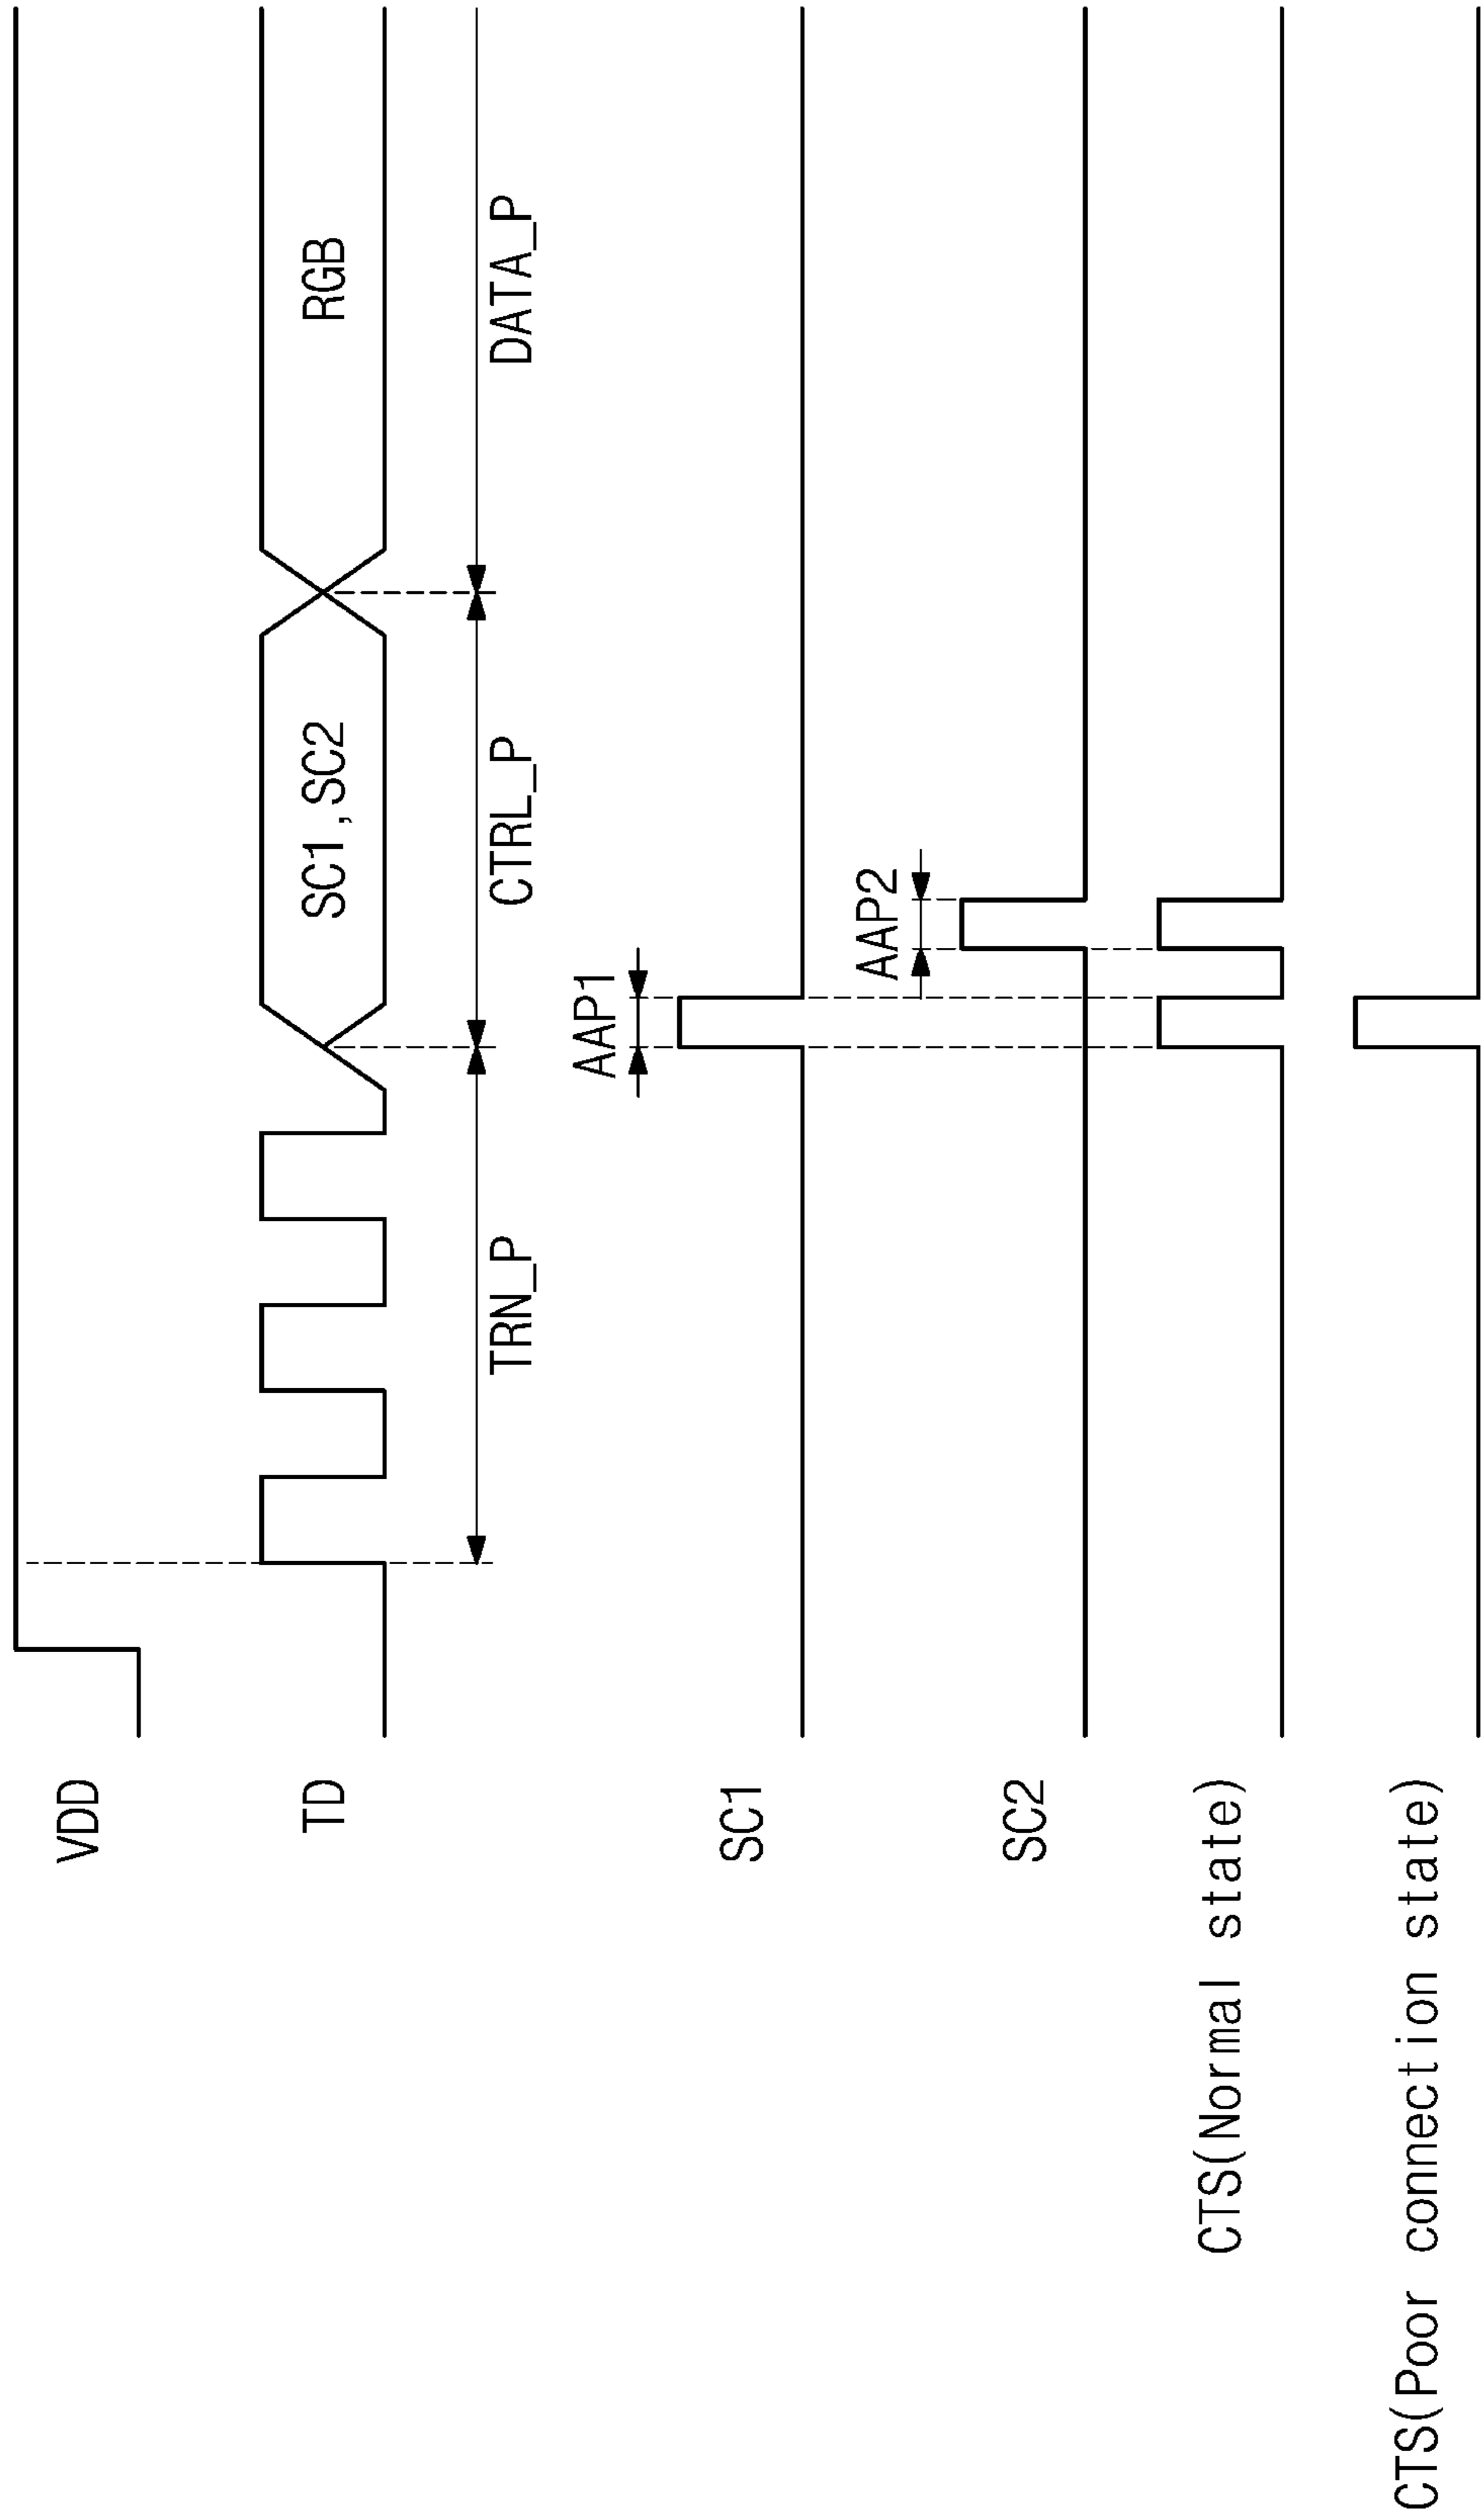 VDD
TD
SC1,SC2
RGB
TRN_P
CTRL_P
DATA_P
AAP1
SC1
AAP2
SC2
CTS(Normal state)
CTS(Poor connection state)